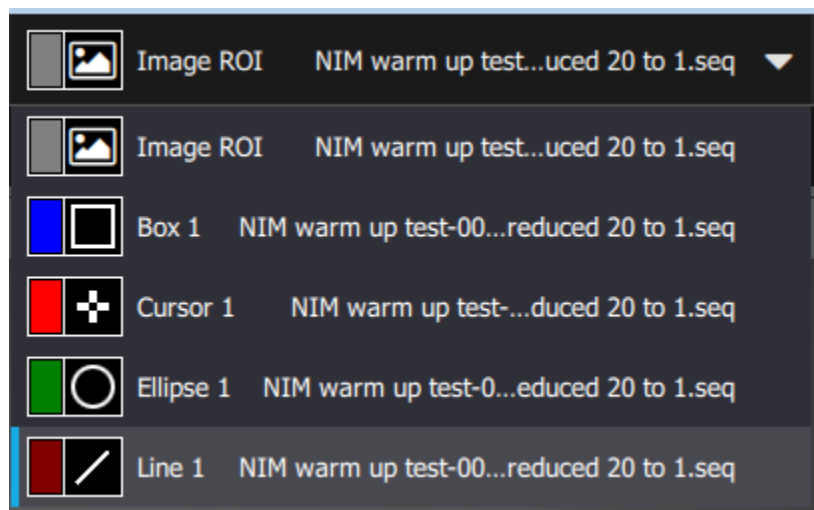 Image ROI NIM warm up test...uced 20 to 1.seq
Image ROI NIM warm up test...uced 20 to 1.seq
Box 1 NIM warm up test-00...reduced 20 to 1.seq
Cursor 1 NIM warm up test-...duced 20 to 1.seq
Ellipse 1 NIM warm up test-0...educed 20 to 1.seq
Line 1 NIM warm up test-00...reduced 20 to 1.seq